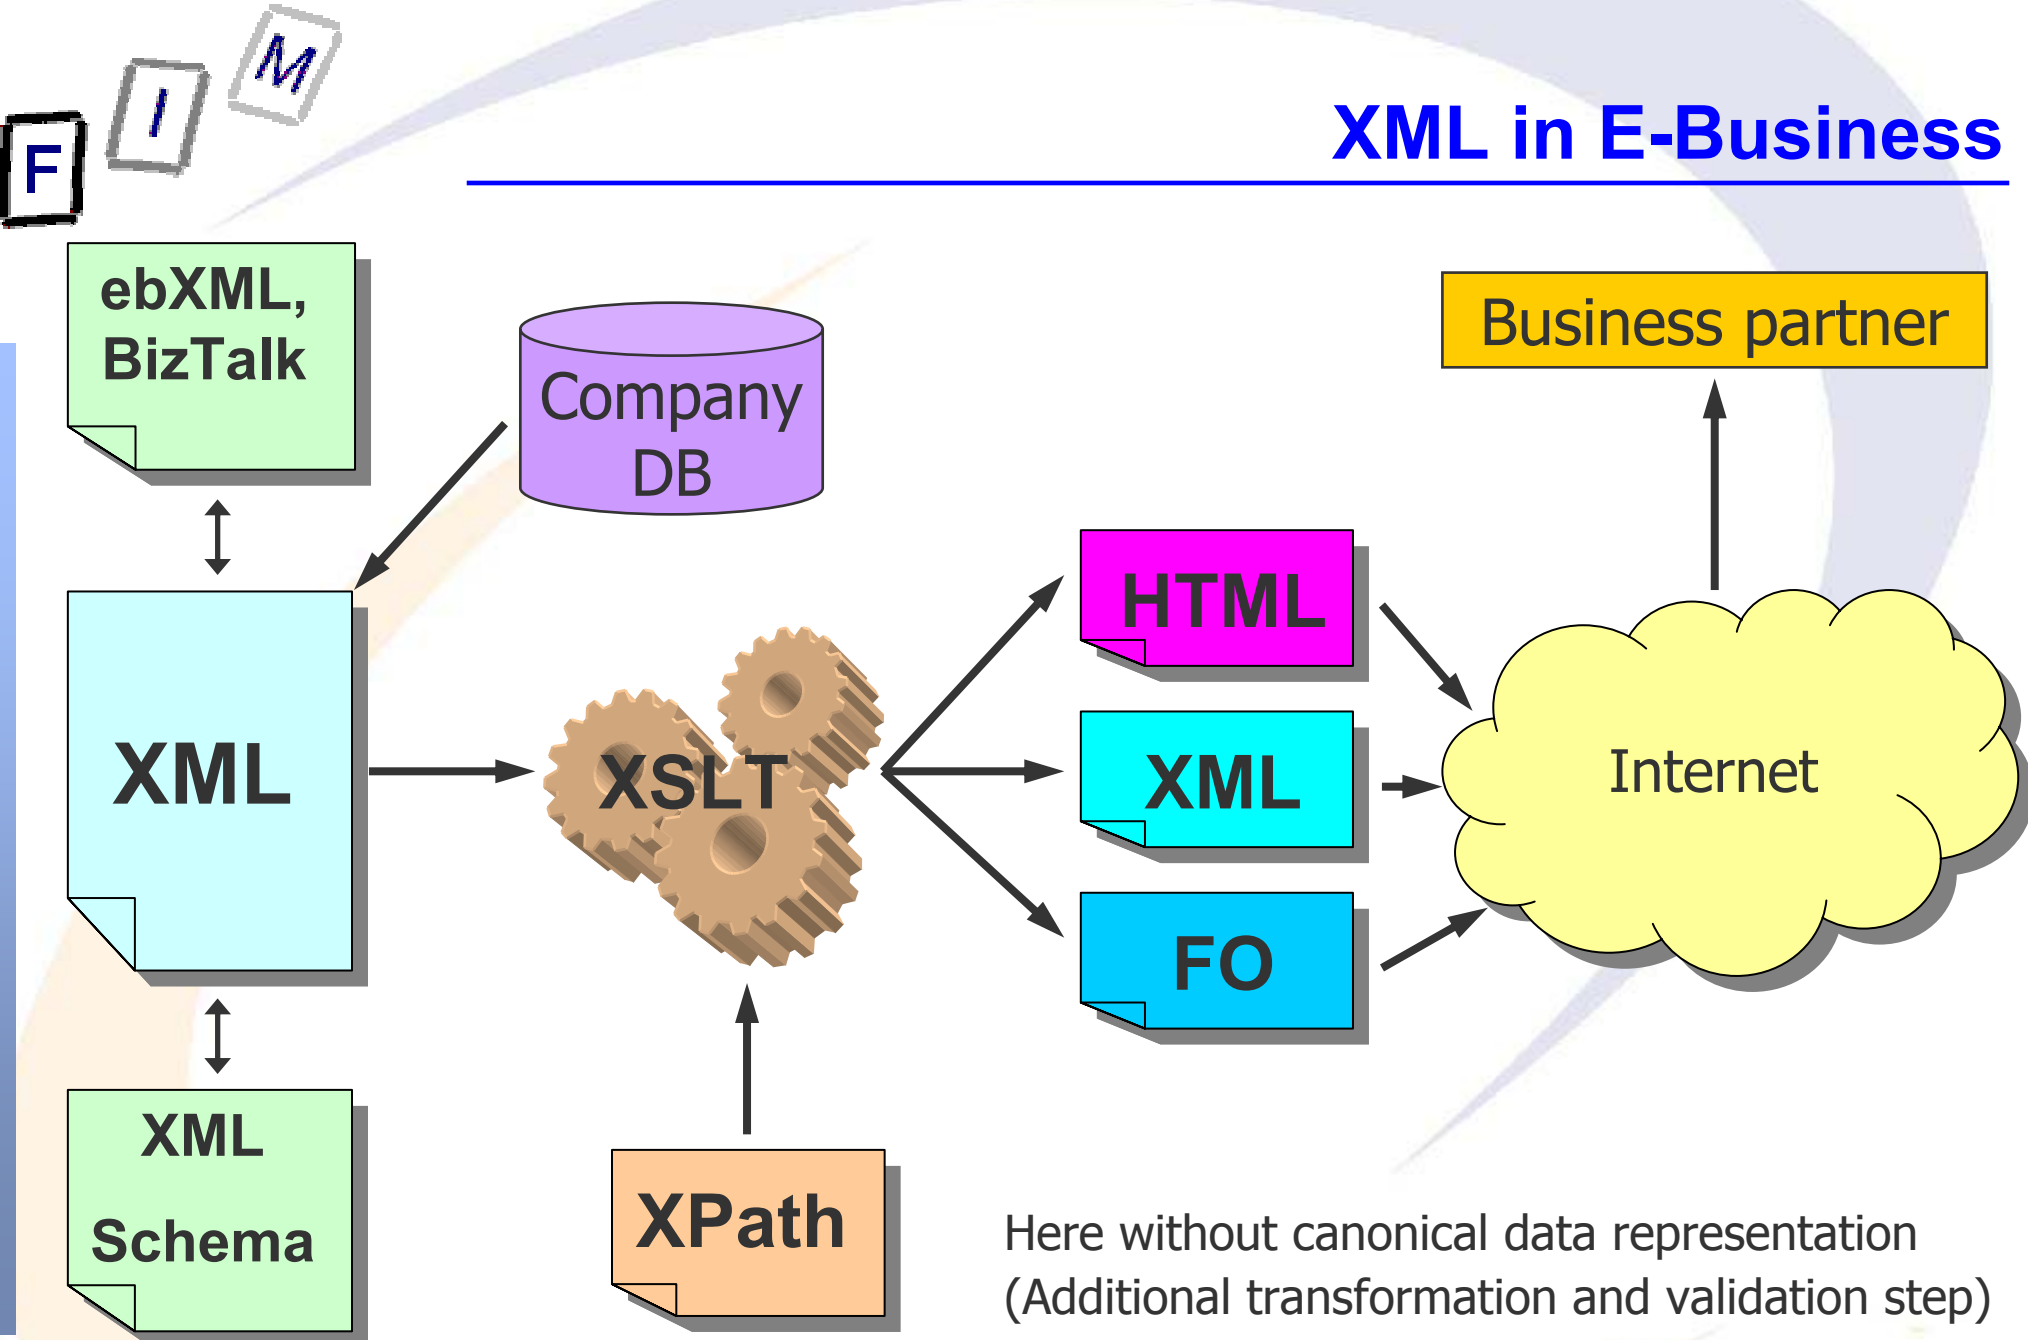 F I M
XML in E-Business
ebXML,
BizTalk
Company
DB
Business partner
HTML
XML
XSLT
XML
Internet
FO
XML
Schema
XPath
Here without canonical data representation
(Additional transformation and validation step)